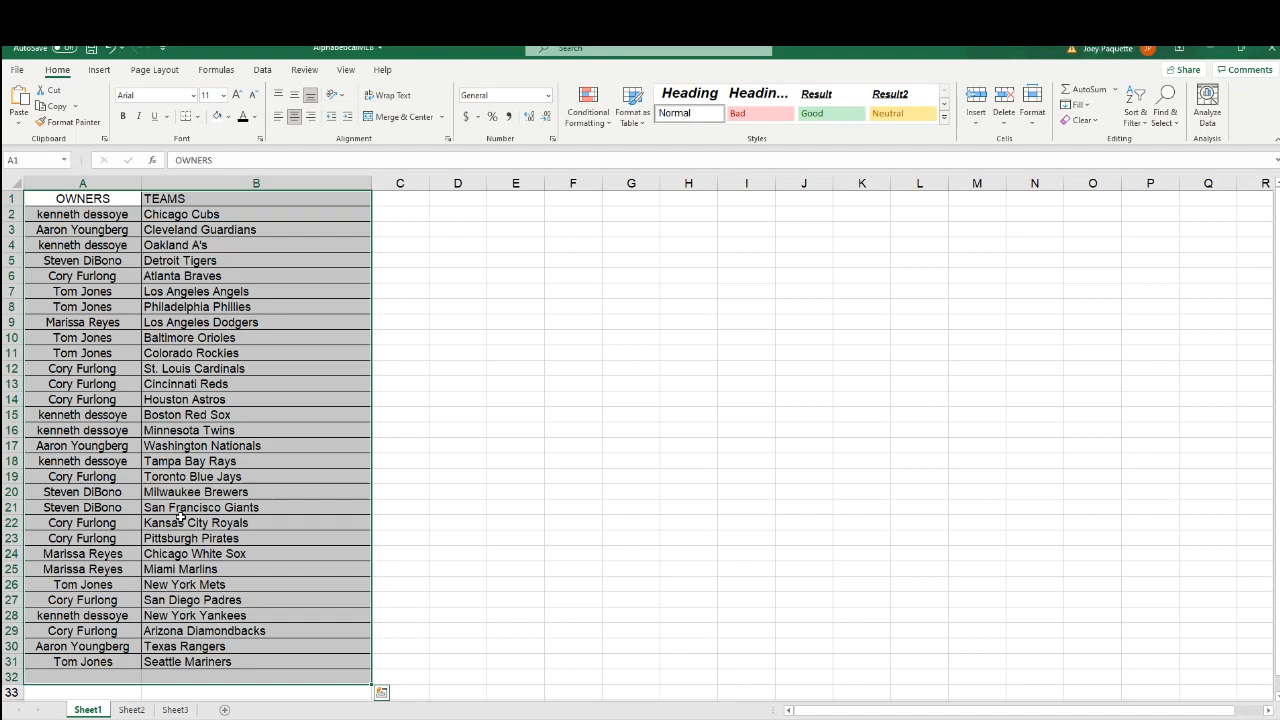 AutoSave Off AlphabeticalMLB Search Joey Paquette JP
File Home Insert Page Layout Formulas Data Review View Help Share Comments
Paste Cut Copy Format Painter Clipboard
Arial 11 B I U A Font
Wrap Text Merge & Center Alignment
General $ % Number
Conditional Formatting Format as Table
Heading Headin... Result Result2
Normal Bad Good Neutral
Styles
Insert Delete Format Cells
AutoSum Fill Clear Sort & Filter Find & Select Editing
Analyze Data Analysis
A1 fx OWNERS
A B C D E F G H I J K L M N O P Q R
1 OWNERS TEAMS
2 kenneth dessoye Chicago Cubs
3 Aaron Youngberg Cleveland Guardians
4 kenneth dessoye Oakland A's
5 Steven DiBono Detroit Tigers
6 Cory Furlong Atlanta Braves
7 Tom Jones Los Angeles Angels
8 Tom Jones Philadelphia Phillies
9 Marissa Reyes Los Angeles Dodgers
10 Tom Jones Baltimore Orioles
11 Tom Jones Colorado Rockies
12 Cory Furlong St. Louis Cardinals
13 Cory Furlong Cincinnati Reds
14 Cory Furlong Houston Astros
15 kenneth dessoye Boston Red Sox
16 kenneth dessoye Minnesota Twins
17 Aaron Youngberg Washington Nationals
18 kenneth dessoye Tampa Bay Rays
19 Cory Furlong Toronto Blue Jays
20 Steven DiBono Milwaukee Brewers
21 Steven DiBono San Francisco Giants
22 Cory Furlong Kansas City Royals
23 Cory Furlong Pittsburgh Pirates
24 Marissa Reyes Chicago White Sox
25 Marissa Reyes Miami Marlins
26 Tom Jones New York Mets
27 Cory Furlong San Diego Padres
28 kenneth dessoye New York Yankees
29 Cory Furlong Arizona Diamondbacks
30 Aaron Youngberg Texas Rangers
31 Tom Jones Seattle Mariners
32
33
Sheet1 Sheet2 Sheet3